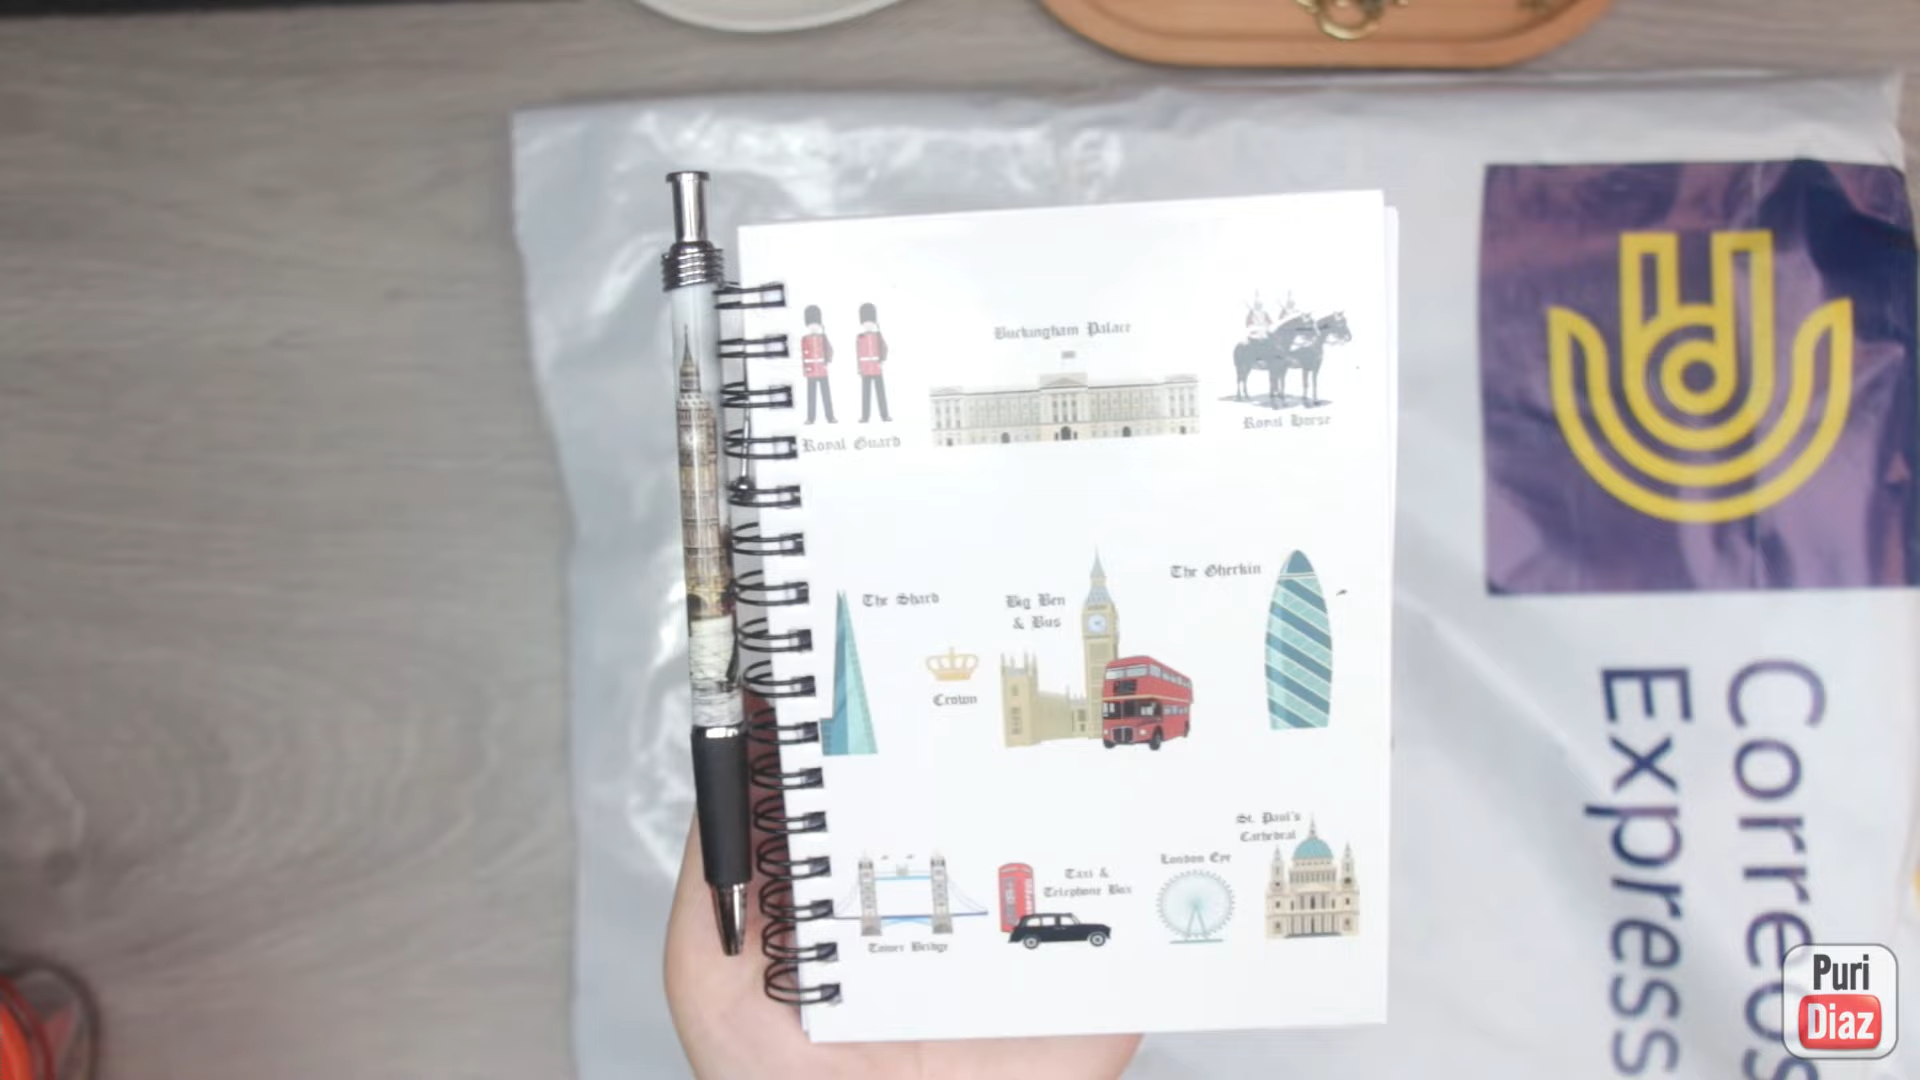 Buckingham Palace
Royal Guard
Royal Horse
The Shard
Big Ben
& Bus
The Gherkin
Crown
Tower Bridge
Taxi &
Telephone Box
London Eye
St. Paul's
Cathedral
Correos
Express
Puri
Diaz